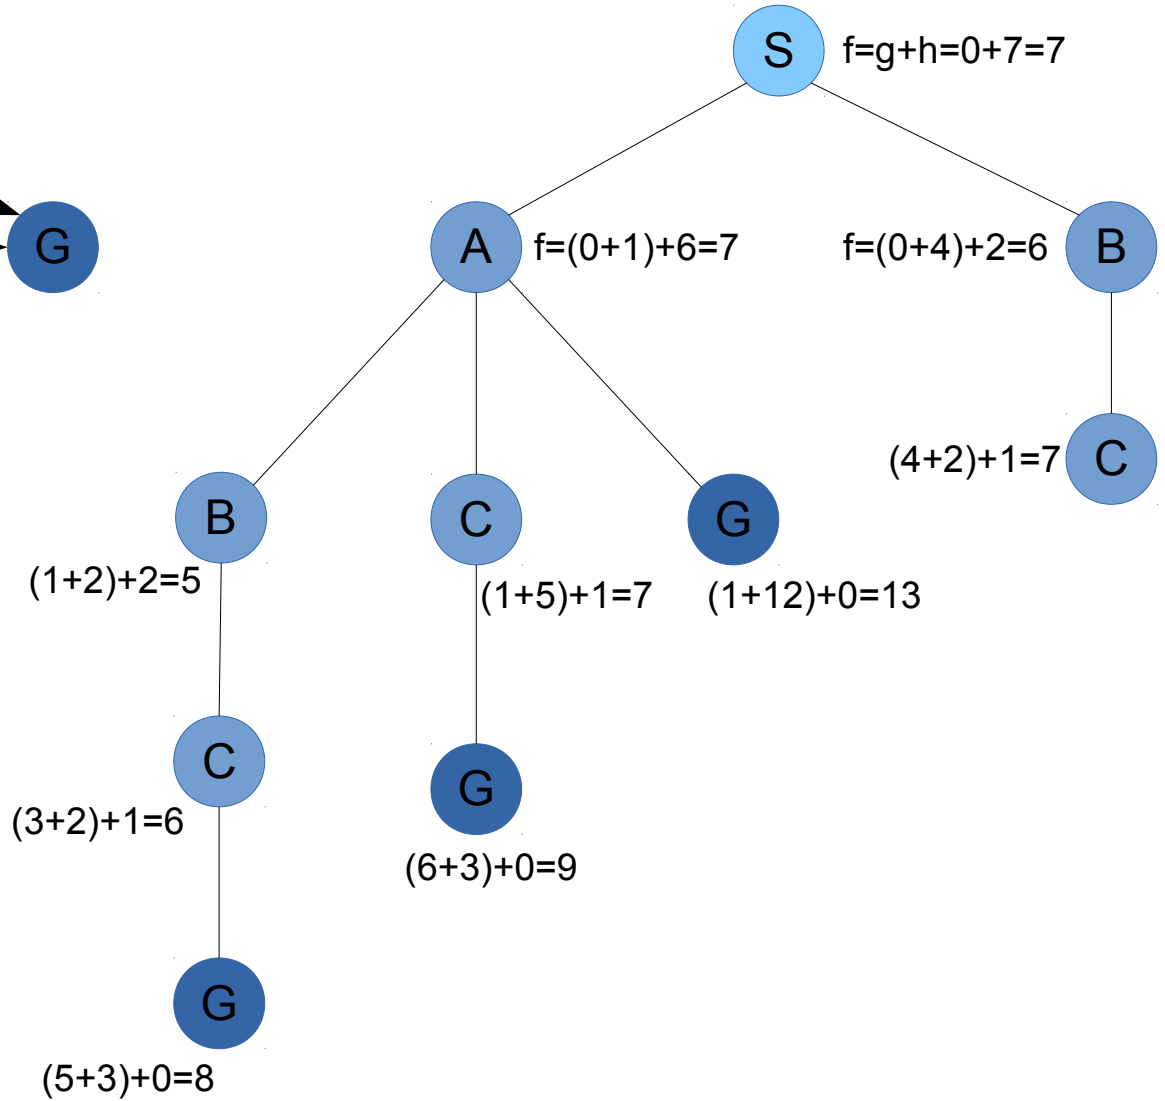 S f=g+h=0+7=7
G
A f=(0+1)+6=7
f=(0+4)+2=6 B
(4+2)+1=7 C
B
C
G
(1+2)+2=5
(1+5)+1=7
(1+12)+0=13
C
G
(3+2)+1=6
(6+3)+0=9
G
(5+3)+0=8